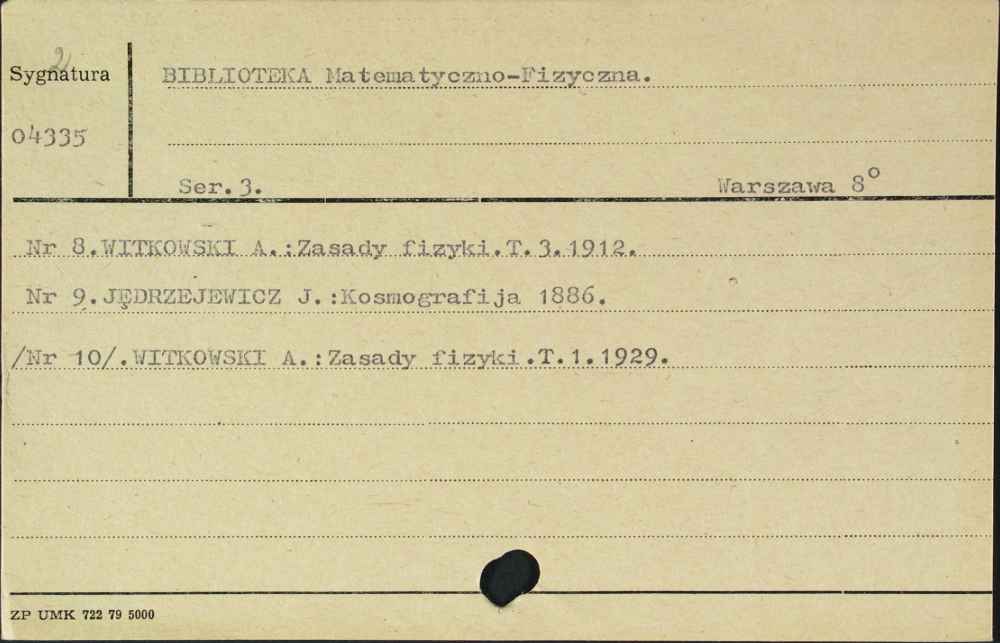 2
Sygnatura BIBLIOTEKA Matematyczno-Fizyczna.
04335
Ser.3. Warszawa 8°
Nr 8.WITKOWSKI A.:Zasady fizyki.T.3.1912.
Nr 9.JĘDRZEJEWICZ J.:Kosmografija 1886.
/Nr 10/.WITKOWSKI A.:Zasady fizyki.T.1.1929.
ZP UMK 722 79 5000